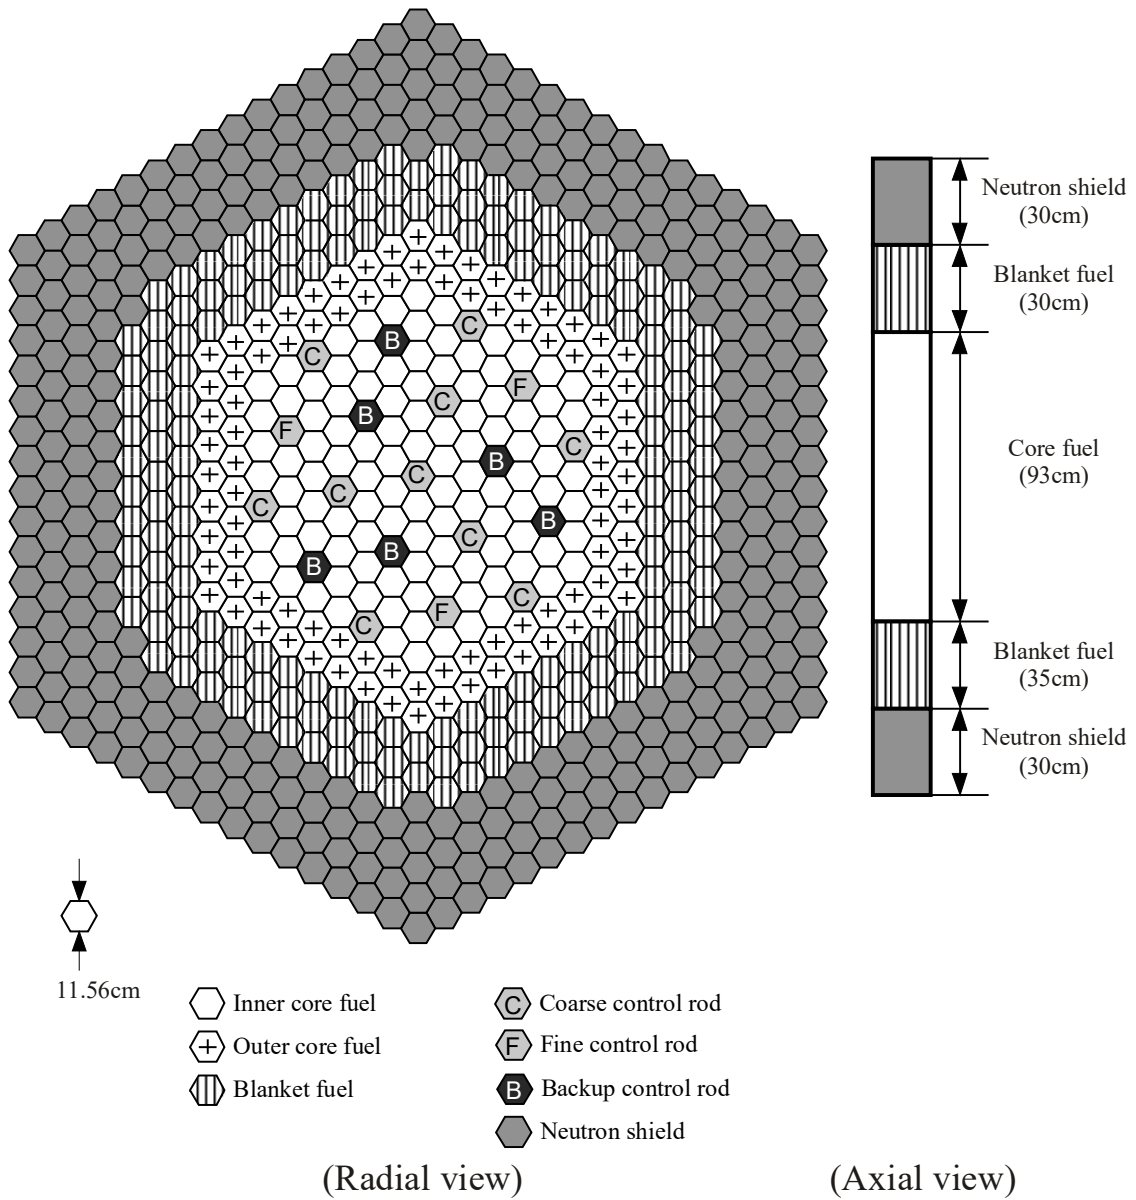 C
B
C
F
C
B
F
C
B
C
C
C
B
C
B
B
C
F
C
Neutron shield
(30cm)
Blanket fuel
(30cm)
Core fuel
(93cm)
Blanket fuel
(35cm)
Neutron shield
(30cm)
11.56cm
Inner core fuel
Outer core fuel
Blanket fuel
C Coarse control rod
F Fine control rod
B Backup control rod
Neutron shield
(Radial view)
(Axial view)